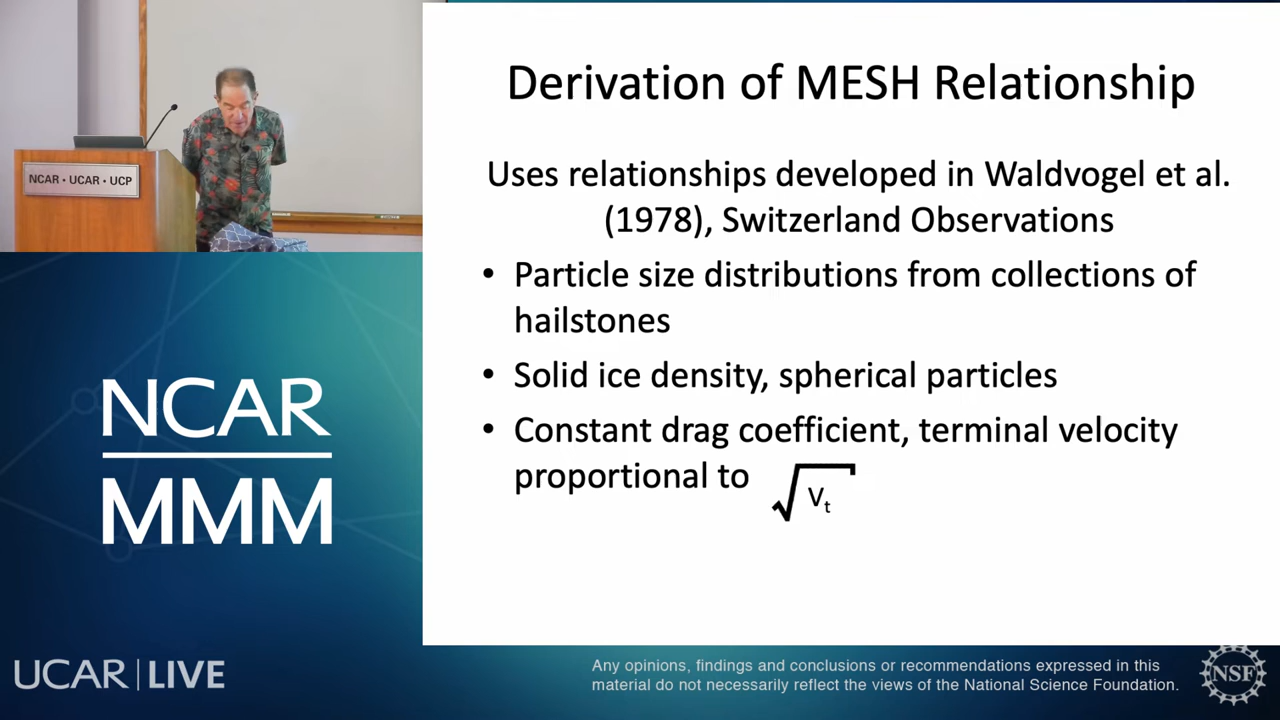 Derivation of MESH Relationship
Uses relationships developed in Waldvogel et al.
(1978), Switzerland Observations
• Particle size distributions from collections of
hailstones
• Solid ice density, spherical particles
• Constant drag coefficient, terminal velocity
proportional to √Vₜ
NCAR • UCAR • UCP
NCAR
MMM
UCAR | LIVE
Any opinions, findings and conclusions or recommendations expressed in this
material do not necessarily reflect the views of the National Science Foundation.
NSF